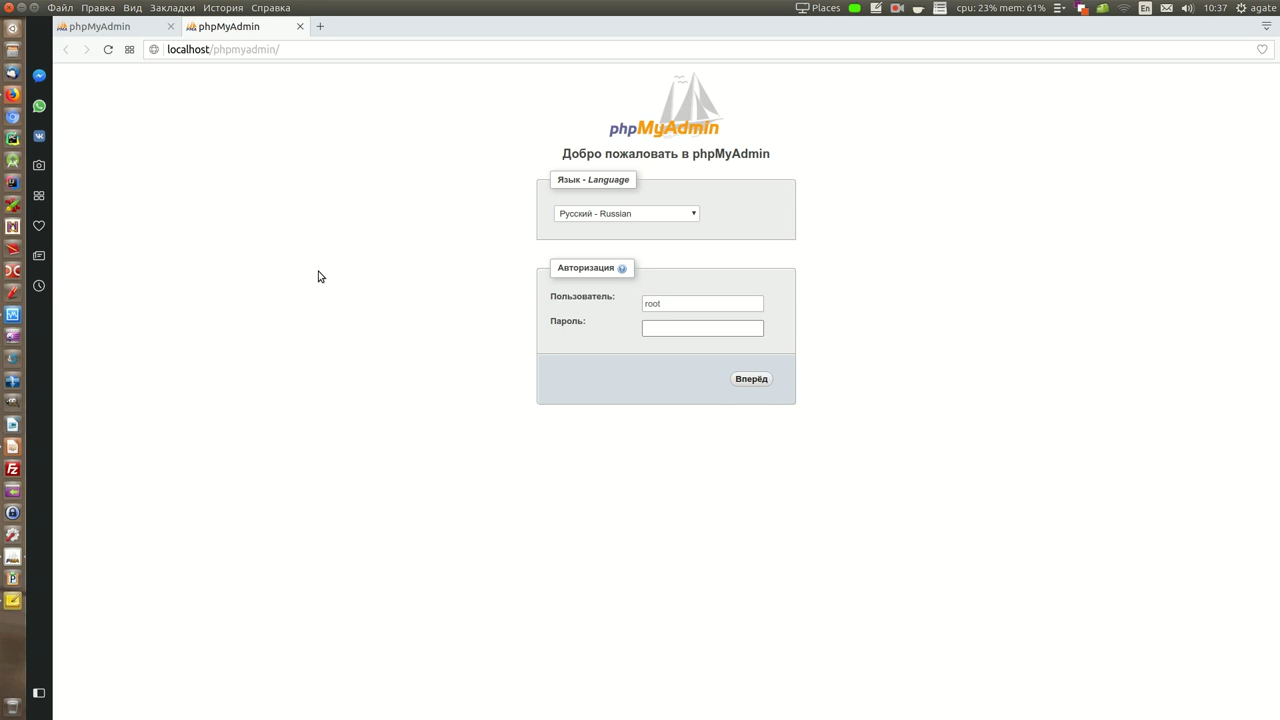 Файл Правка Вид Закладки История Справка Places cpu: 23% mem: 61% En 10:37 agate
phpMyAdmin phpMyAdmin
localhost/phpmyadmin/
phpMyAdmin
Добро пожаловать в phpMyAdmin
Язык - Language
Русский - Russian
Авторизация
Пользователь: root
Пароль:
Вперёд